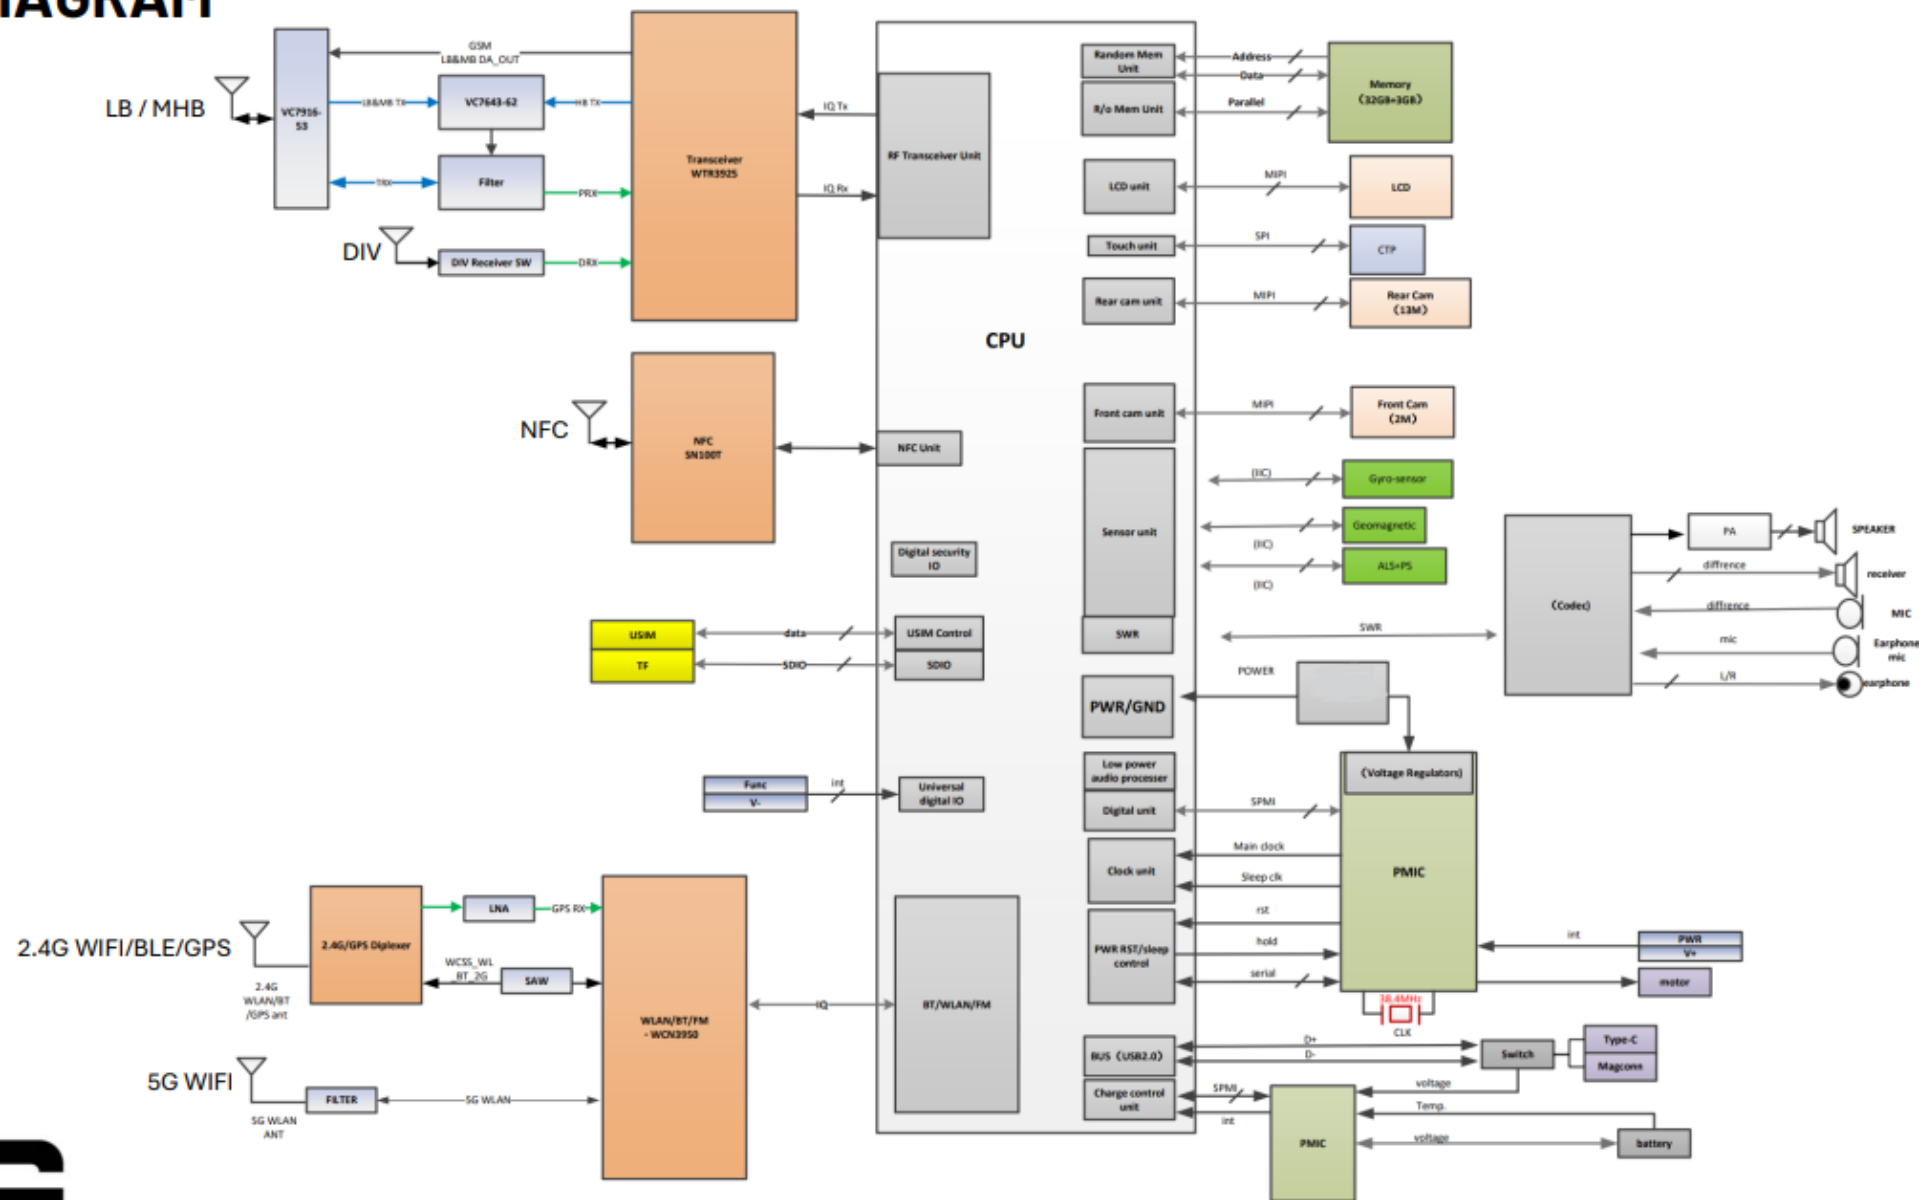 IAGRAM
GSM
LB&MB DA_OUT
LB / MHB
VC7916-
53
LB&MB TX
VC7643-62
HB TX
TRX
Filter
PRX
DIV
DIV Receiver SW
DRX
Transceiver
WTR3925
IQ Tx
IQ Rx
RF Transceiver Unit
CPU
Random Mem
Unit
Address
Data
R/o Mem Unit
Parallel
Memory
(32GB+3GB)
LCD unit
MIPI
LCD
Touch unit
SPI
CTP
Rear cam unit
MIPI
Rear Cam
(13M)
Front cam unit
MIPI
Front Cam
(2M)
NFC
NFC
SN100T
NFC Unit
Sensor unit
(IIC)
Gyro-sensor
Geomagnetic
(IIC)
ALS+PS
(IIC)
Digital security
IO
USIM
data
USIM Control
TF
SDIO
SDIO
SWR
SWR
(Codec)
PA
SPEAKER
diffrence
receiver
diffrence
MIC
mic
Earphone
mic
L/R
earphone
PWR/GND
POWER
Func
V-
int
Universal
digital IO
Low power
audio processer
Digital unit
SPMI
(Voltage Regulators)
PMIC
Clock unit
Main clock
Sleep clk
PWR RST/sleep
control
rst
hold
serial
int
PWR
V+
motor
38.4MHz
CLK
2.4G WIFI/BLE/GPS
2.4G
WLAN/BT
/GPS ant
2.4G/GPS Diplexer
LNA
GPS RX
WCSS_WL
_BT_2G
SAW
WLAN/BT/FM
- WCN3950
IQ
BT/WLAN/FM
5G WIFI
5G WLAN
ANT
FILTER
5G WLAN
BUS (USB2.0)
D+
D-
Switch
Type-C
Magconn
Charge control
unit
SPMI
int
PMIC
voltage
Temp.
voltage
battery